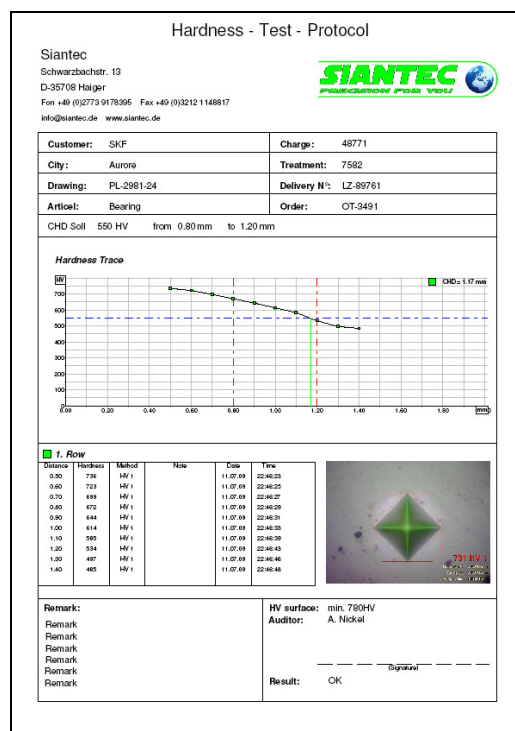 Hardness - Test - Protocol
Siantec
Schwarzbachstr. 13
D-35708 Haiger
Fon +49 (0)2773 9178395 Fax +49 (0)3212 1148817
info@siantec.de www.siantec.de
SIANTEC
PRECISION FOR YOU
Customer: SKF Charge: 48771
City: Aurore Treatment: 7582
Drawing: PL-2981-24 Delivery N°: LZ-89761
Articel: Bearing Order: OT-3491
CHD Soll 550 HV from 0.80 mm to 1.20 mm
Hardness Trace
HV
CHD= 1.17 mm
700
600
500
400
300
200
100
0
0.00 0.20 0.40 0.60 0.80 1.00 1.20 1.40 1.60 1.80 mm
1. Row
Distance Hardness Method Note Date Time
0.50 736 HV 1 11.07.09 22:46:23
0.60 723 HV 1 11.07.09 22:46:25
0.70 699 HV 1 11.07.09 22:46:27
0.80 672 HV 1 11.07.09 22:46:29
0.90 644 HV 1 11.07.09 22:46:31
1.00 614 HV 1 11.07.09 22:46:33
1.10 585 HV 1 11.07.09 22:46:39
1.20 534 HV 1 11.07.09 22:46:43
1.30 497 HV 1 11.07.09 22:46:46
1.40 485 HV 1 11.07.09 22:46:48
731 HV 1
Remark:
Remark
Remark
Remark
Remark
Remark
Remark
HV surface: min. 780HV
Auditor: A. Nickel
(Signature)
Result: OK